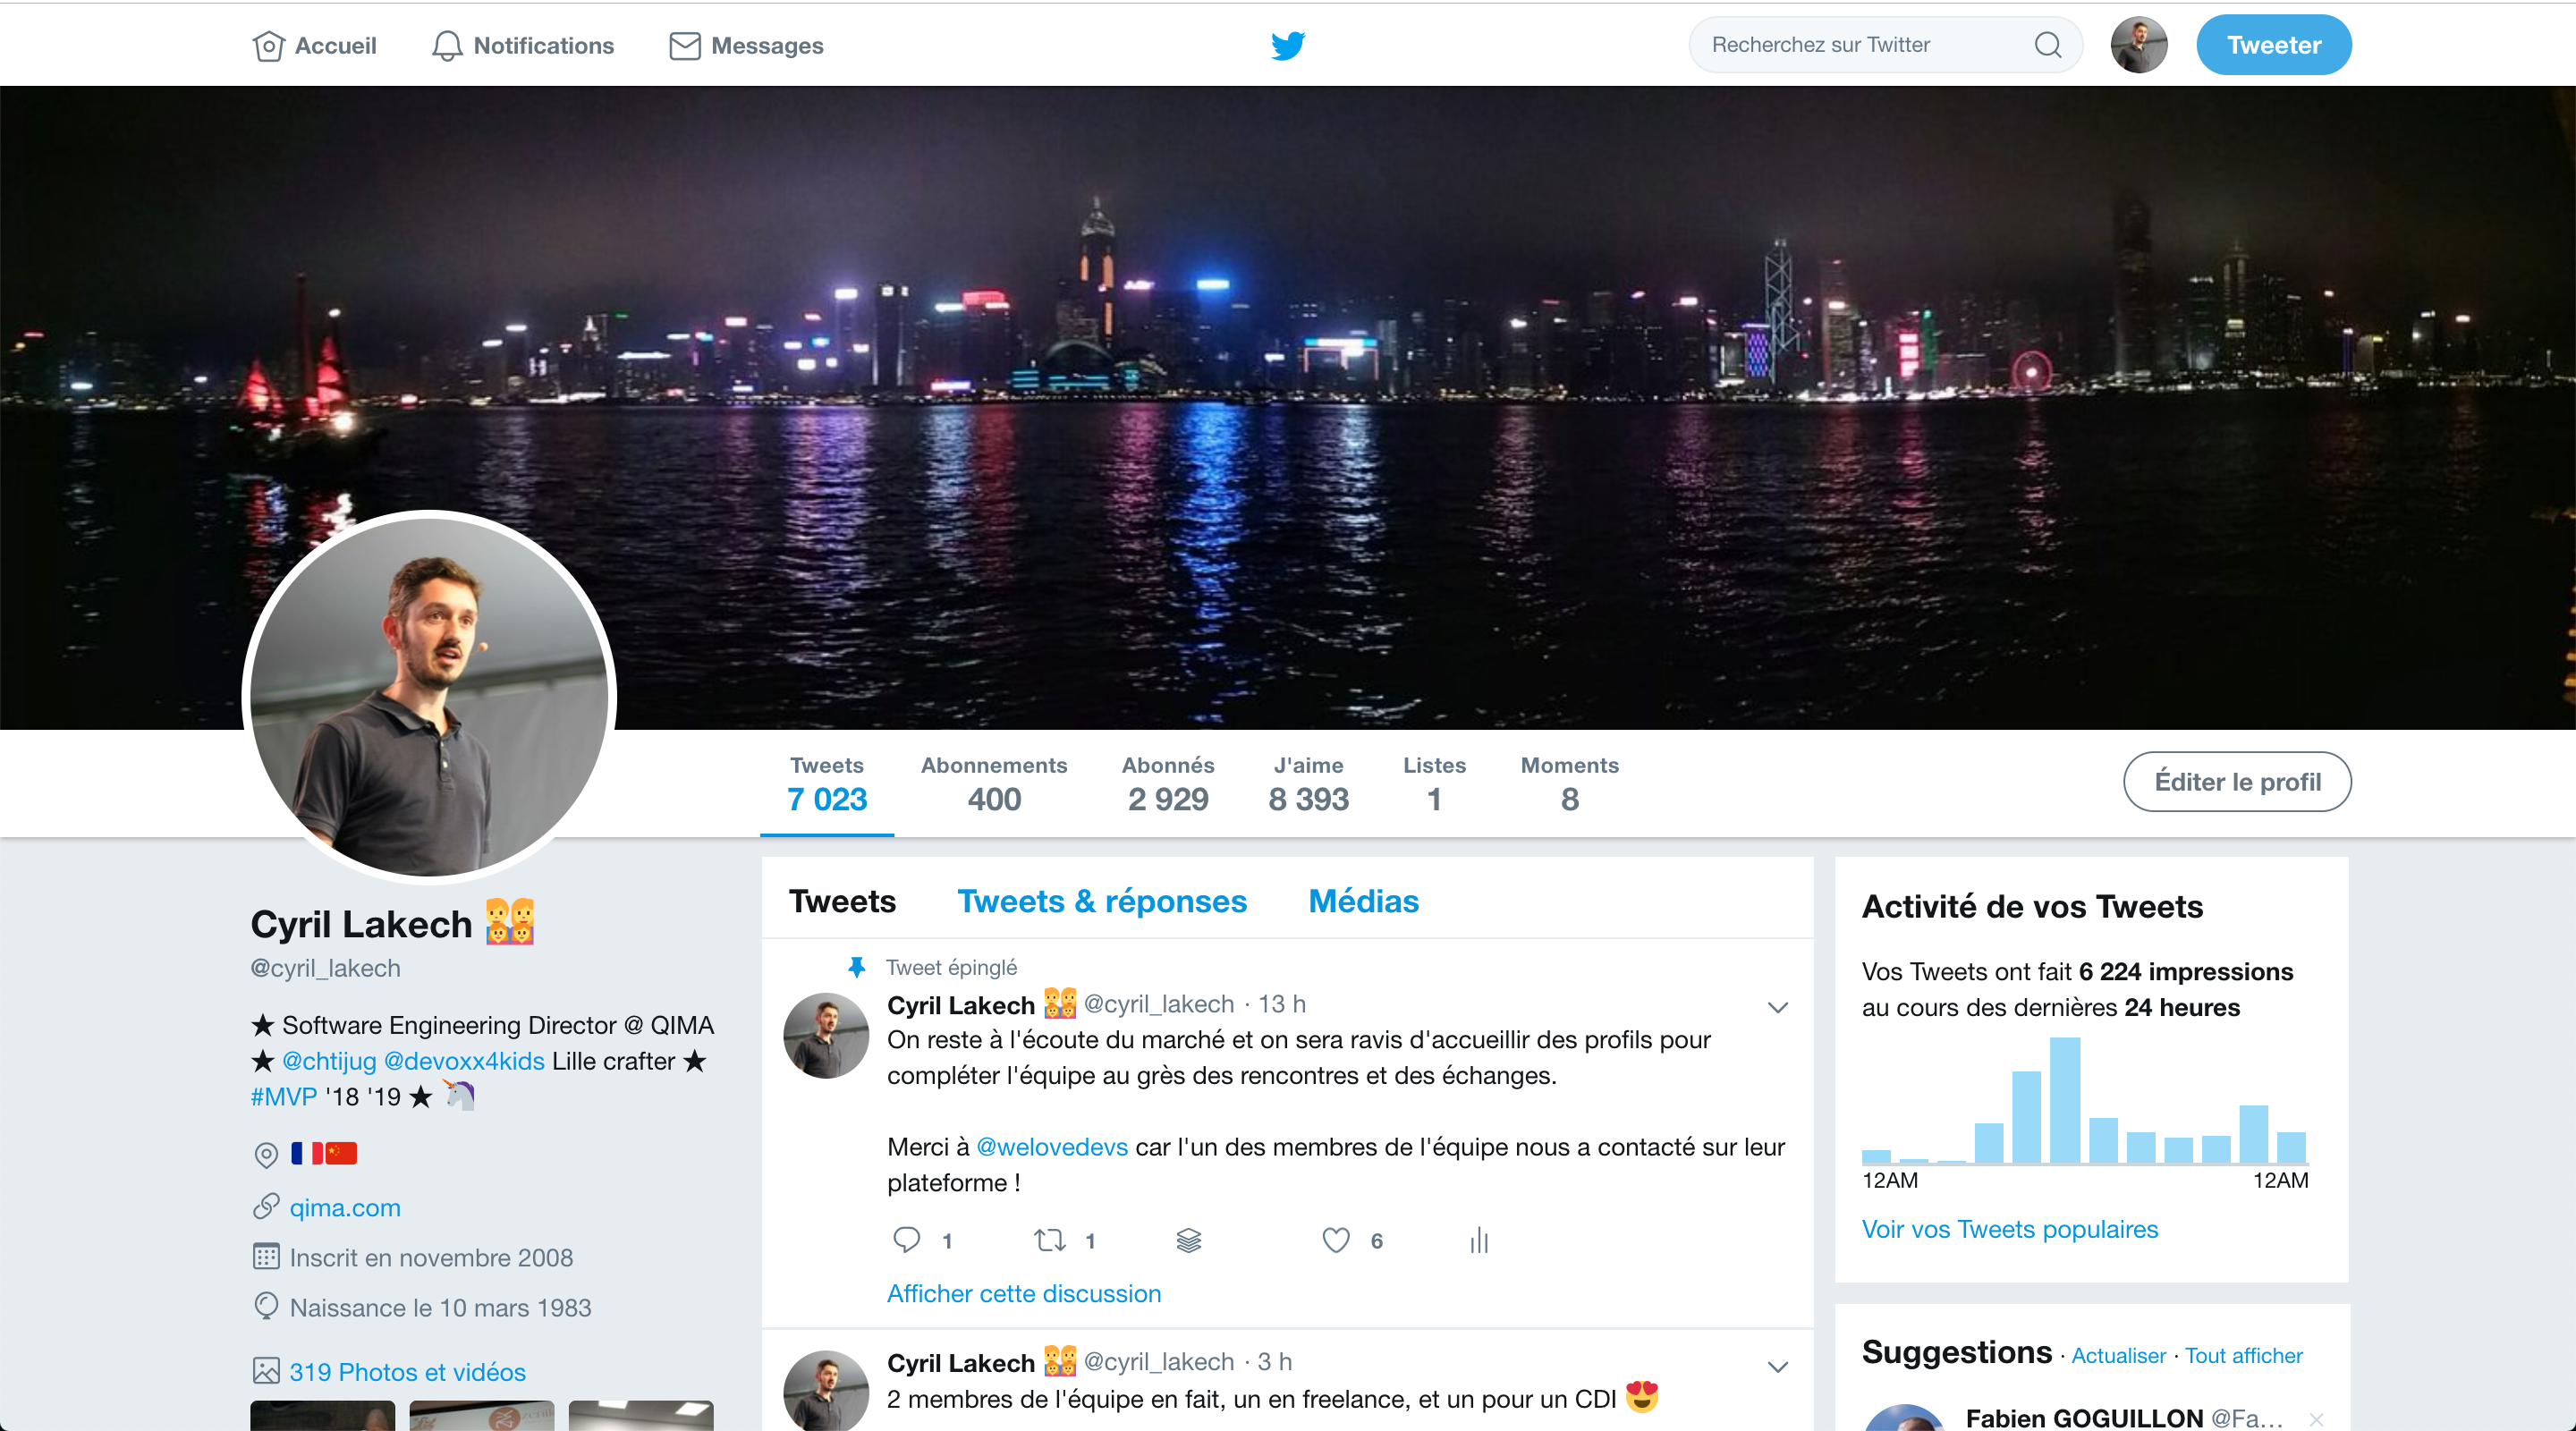 Accueil
Notifications
Messages
Recherchez sur Twitter
Tweeter
Tweets
7 023
Abonnements
400
Abonnés
2 929
J'aime
8 393
Listes
1
Moments
8
Éditer le profil
Cyril Lakech
@cyril_lakech
★ Software Engineering Director @ QIMA
★ @chtijug @devoxx4kids Lille crafter ★
#MVP '18 '19 ★ 🦄
qima.com
Inscrit en novembre 2008
Naissance le 10 mars 1983
319 Photos et vidéos
Tweets
Tweets & réponses
Médias
Tweet épinglé
Cyril Lakech @cyril_lakech · 13 h
On reste à l'écoute du marché et on sera ravis d'accueillir des profils pour
compléter l'équipe au grès des rencontres et des échanges.
Merci à @welovedevs car l'un des membres de l'équipe nous a contacté sur leur
plateforme !
1
1
6
Afficher cette discussion
Cyril Lakech @cyril_lakech · 3 h
2 membres de l'équipe en fait, un en freelance, et un pour un CDI 😍
Activité de vos Tweets
Vos Tweets ont fait 6 224 impressions
au cours des dernières 24 heures
12AM
12AM
Voir vos Tweets populaires
Suggestions · Actualiser · Tout afficher
Fabien GOGUILLON @Fa...